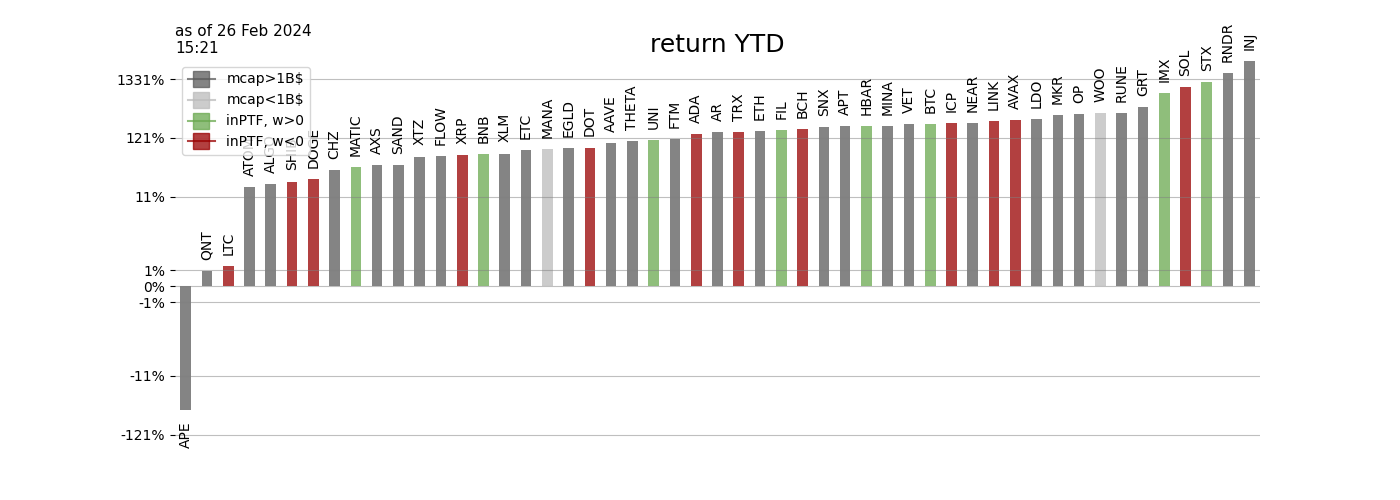 as of 26 Feb 2024
15:21
return YTD
mcap>1B$
mcap<1B$
inPTF, w>0
inPTF, w<0
1331%
121%
11%
1%
0%
-1%
-11%
-121%
APE
QNT
LTC
DOGE
CHZ
MATIC
AXS
SAND
XTZ
FLOW
XRP
BNB
XLM
ETC
MANA
EGLD
DOT
AAVE
THETA
UNI
FTM
ADA
AR
TRX
ETH
FIL
BCH
SNX
APT
HBAR
MINA
VET
BTC
ICP
NEAR
LINK
AVAX
LDO
MKR
OP
WOO
RUNE
GRT
IMX
SOL
STX
RNDR
INJ